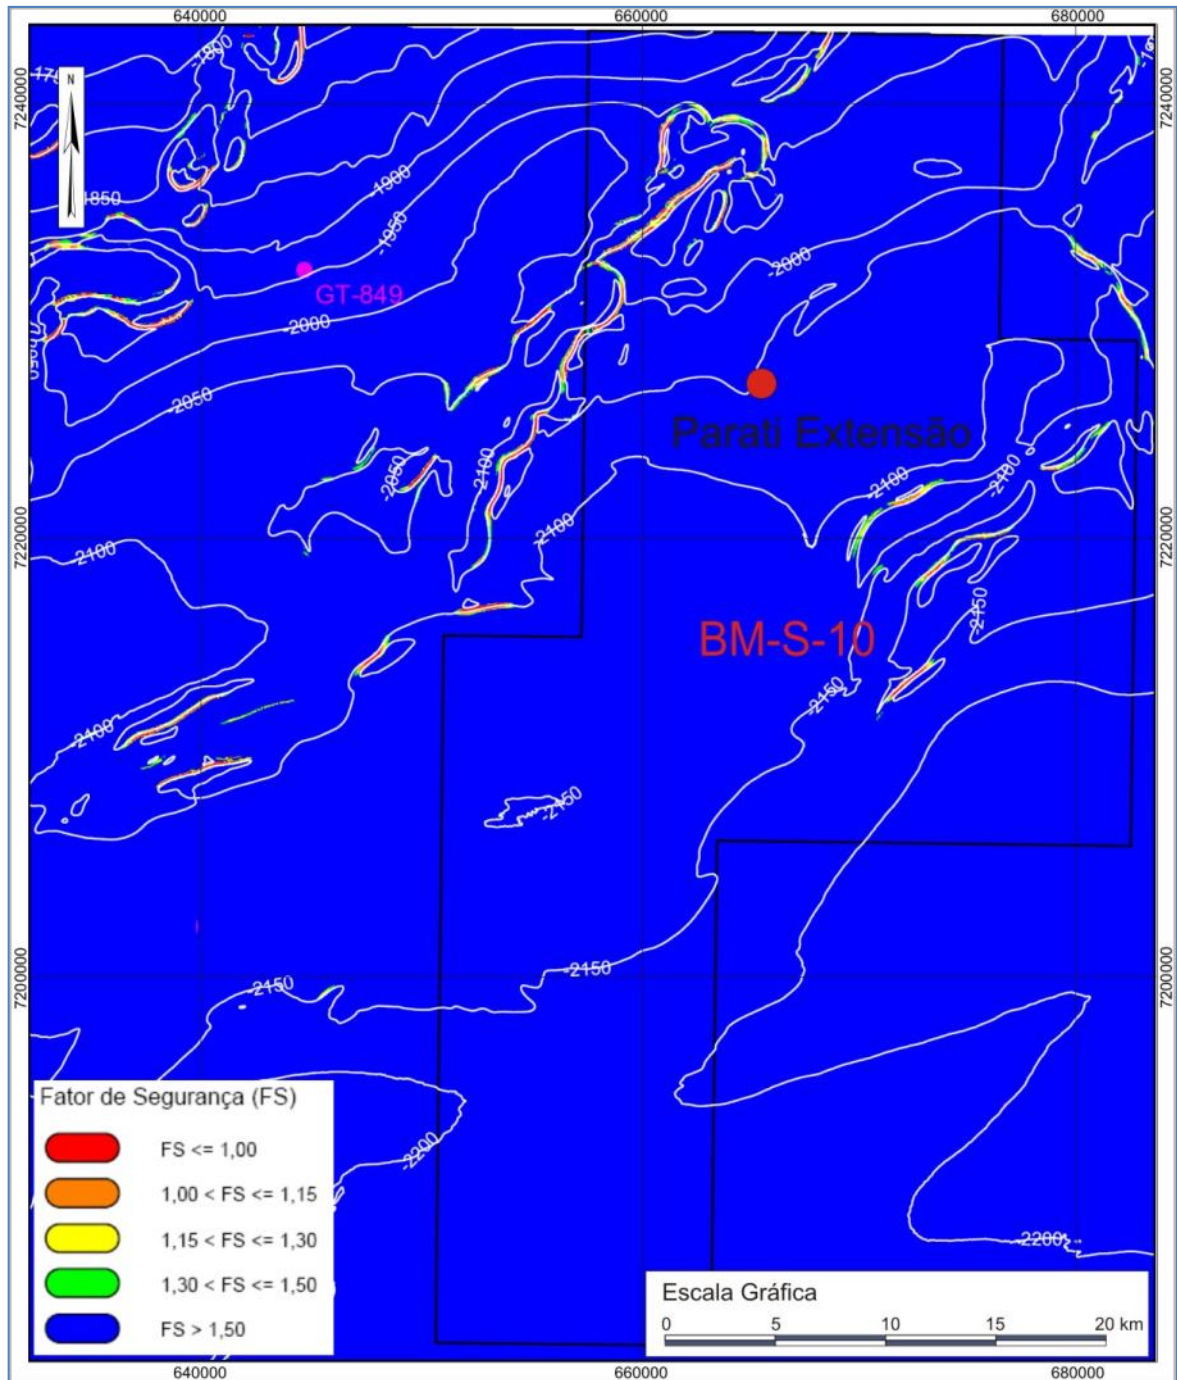 640000
660000
680000
-1800
N
7240000
7240000
-1900
-1850
-1950
-2000
GT-849
-2000
-2050
Parati Extensão
-2100
-2050
-2100
-2100
-2100
7220000
7220000
-2100
-2150
BM-S-10
-2150
-2100
-2150
-2150
-2150
7200000
7200000
Fator de Segurança (FS)
FS <= 1,00
1,00 < FS <= 1,15
1,15 < FS <= 1,30
1,30 < FS <= 1,50
FS > 1,50
-2200
-2200
Escala Gráfica
0 5 10 15 20 km
640000
660000
680000